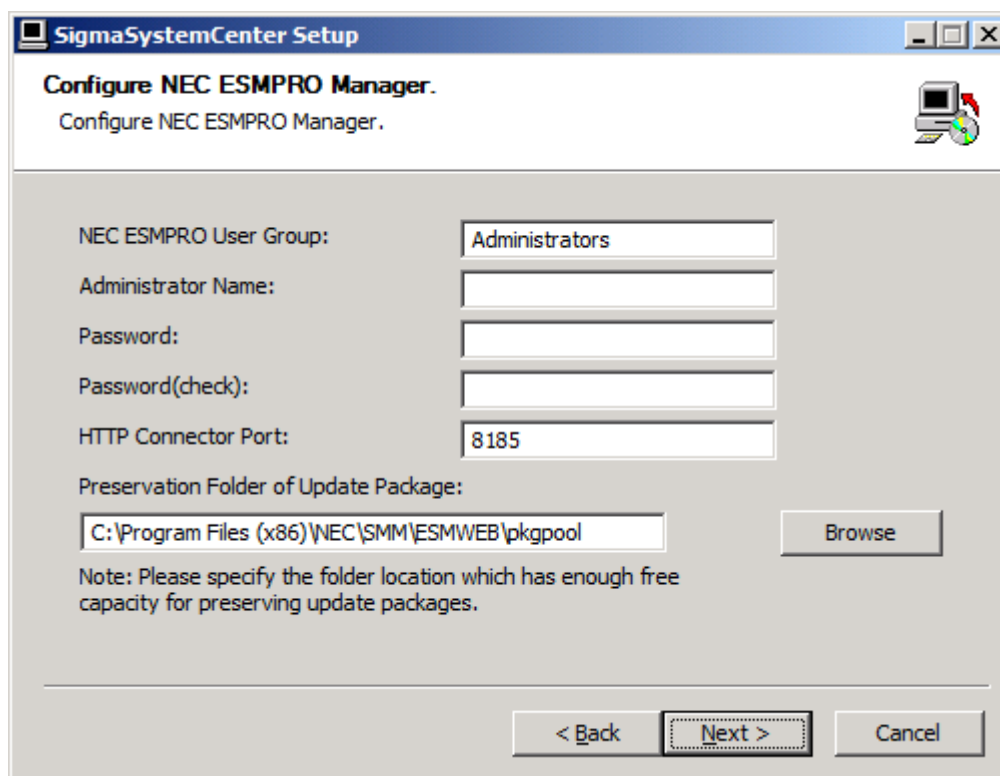 SigmaSystemCenter Setup
Configure NEC ESMPRO Manager.
Configure NEC ESMPRO Manager.
NEC ESMPRO User Group:
Administrators
Administrator Name:
Password:
Password(check):
HTTP Connector Port:
8185
Preservation Folder of Update Package:
C:\Program Files (x86)\NEC\SMM\ESMWEB\pkgpool
Browse
Note: Please specify the folder location which has enough free
capacity for preserving update packages.
< Back
Next >
Cancel